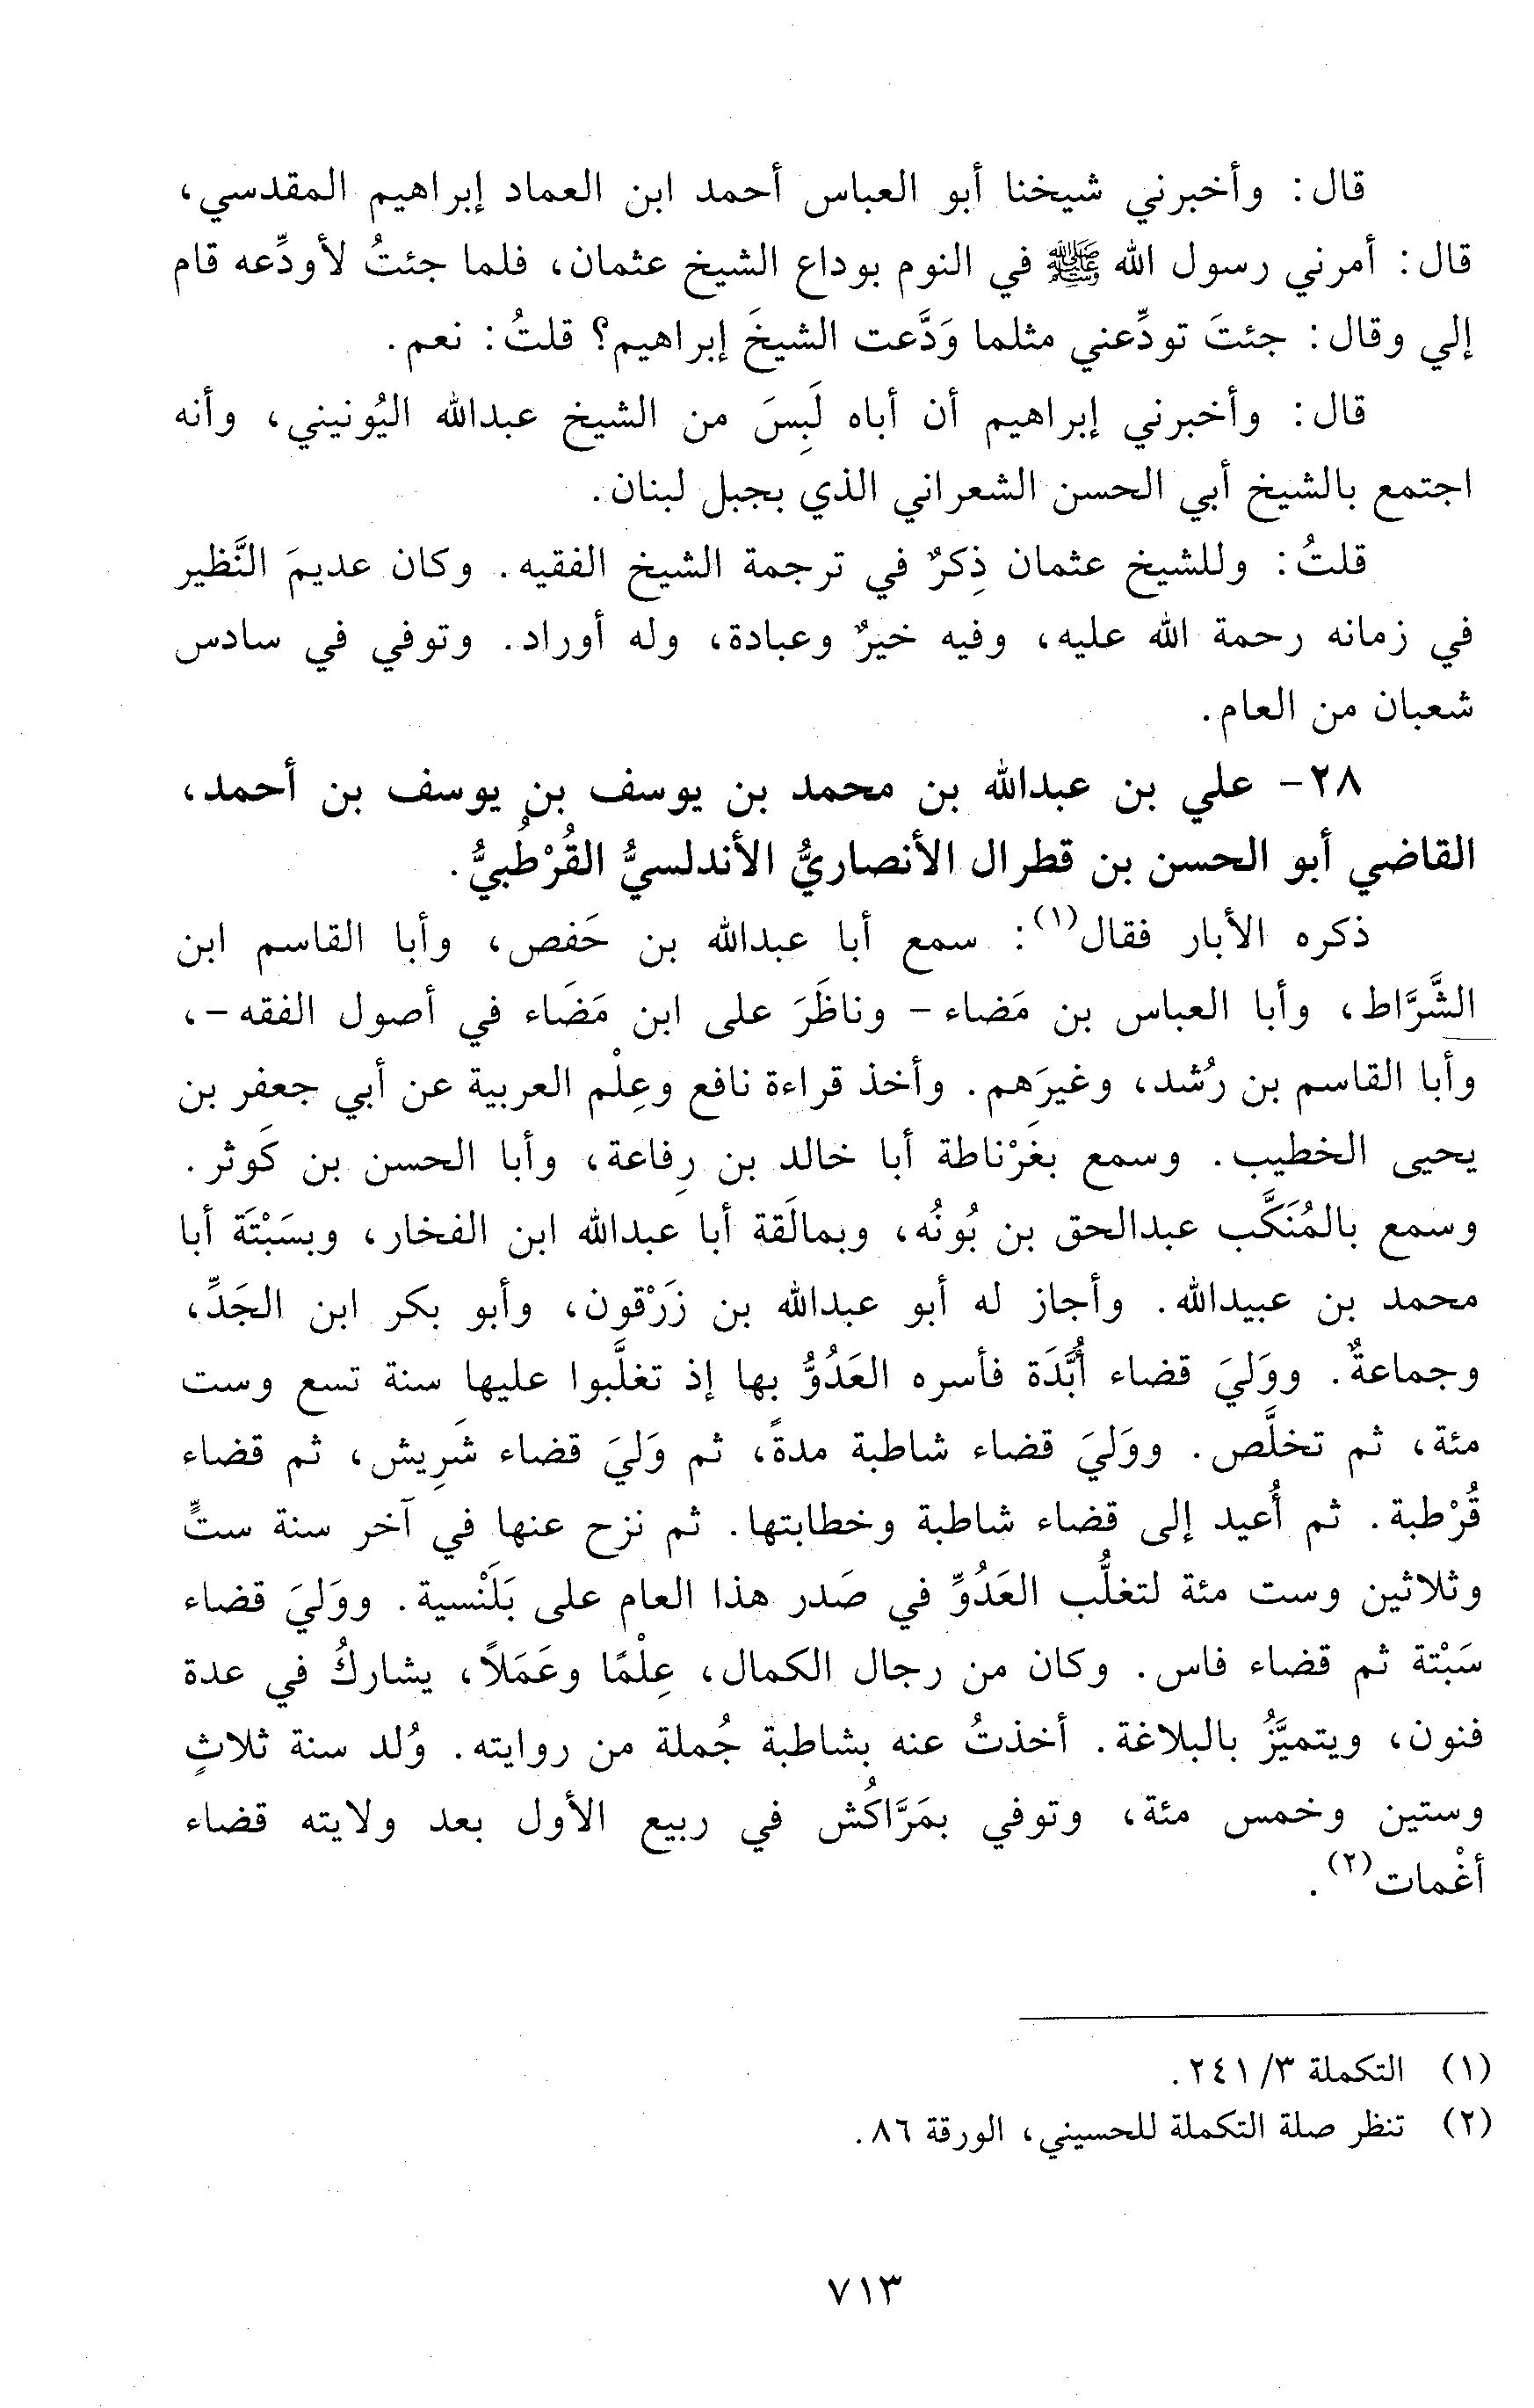 قال: وأخبرني شيخنا أبو العباس أحمد ابن العماد إبراهيم المقدسي،
قال: أمرني رسول الله ﷺ في النوم بوداع الشيخ عثمان، فلما جئتُ لأودِّعه قام
إلي وقال: جئتَ تودِّعني مثلما وَدَّعت الشيخَ إبراهيم؟ قلتُ: نعم.
قال: وأخبرني إبراهيم أن أباه لَبِسَ من الشيخ عبدالله اليُونيني، وأنه
اجتمع بالشيخ أبي الحسن الشعراني الذي بجبل لبنان.
قلتُ: وللشيخ عثمان ذِكرٌ في ترجمة الشيخ الفقيه. وكان عديمَ النَّظير
في زمانه رحمة الله عليه، وفيه خيرٌ وعبادة، وله أوراد. وتوفي في سادس
شعبان من العام.
٢٨- علي بن عبدالله بن محمد بن يوسف بن يوسف بن أحمد،
القاضي أبو الحسن بن قطرال الأنصاريُّ الأندلسيُّ القُرْطُبيُّ.
ذكره الأبار فقال(١): سمع أبا عبدالله بن حَفص، وأبا القاسم ابن
الشَّرَّاط، وأبا العباس بن مَضاء- وناظَرَ على ابن مَضَاء في أصول الفقه-،
وأبا القاسم بن رُشد، وغيرَهم. وأخذ قراءة نافع وعِلْم العربية عن أبي جعفر بن
يحيى الخطيب. وسمع بغَرْناطة أبا خالد بن رِفاعة، وأبا الحسن بن كَوثر.
وسمع بالمُنَكَّب عبدالحق بن بُونُه، وبمالَقة أبا عبدالله ابن الفخار، وبسَبْتَة أبا
محمد بن عبيدالله. وأجاز له أبو عبدالله بن زَرْقون، وأبو بكر ابن الجَدِّ،
وجماعةٌ. ووَليَ قضاء أُبَّدَة فأسره العَدُوُّ بها إذ تغلَّبوا عليها سنة تسع وست
مئة، ثم تخلَّص. ووَليَ قضاء شاطبة مدةً، ثم وَليَ قضاء شَرِيش، ثم قضاء
قُرْطبة. ثم أُعيد إلى قضاء شاطبة وخطابتها. ثم نزح عنها في آخر سنة ستٍّ
وثلاثين وست مئة لتغلُّب العَدُوِّ في صَدر هذا العام على بَلَنْسية. ووَليَ قضاء
سَبْتة ثم قضاء فاس. وكان من رجال الكمال، عِلْمًا وعَمَلاً، يشاركُ في عدة
فنون، ويتميَّزُ بالبلاغة. أخذتُ عنه بشاطبة جُملة من روايته. وُلد سنة ثلاثٍ
وستين وخمس مئة، وتوفي بمَرَّاكُش في ربيع الأول بعد ولايته قضاء
أغْمات(٢).
(١) التكملة ٣/ ٢٤١.
(٢) تنظر صلة التكملة للحسيني، الورقة ٨٦.
٧١٣